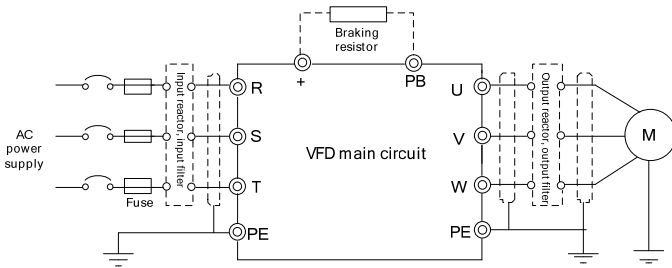 Braking
resistor
+
PB
Input reactor, input filter
R
U
Output reactor, output filter
AC
power
supply
S
V
M
VFD main circuit
T
W
Fuse
PE
PE